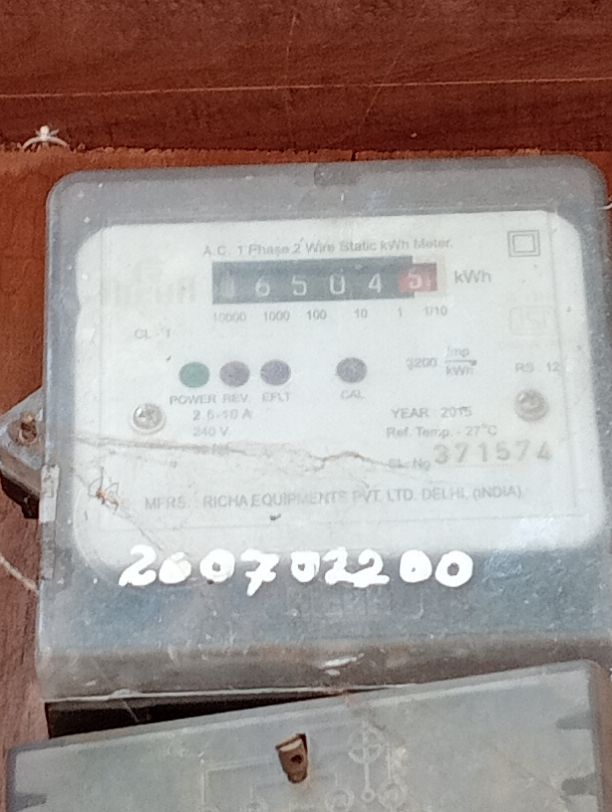 A.C. 1 Phase 2 Wire Static kWh Meter.
6 5 0 4 5 kWh
10000 1000 100 10 1 1/10
CL - 1
3200 imp/kWh
RS : 12
POWER REV. EFLT CAL
2.5-10 A
YEAR : 2015
240 V.
Ref. Temp. - 27°C
SL. No 371574
MFRS. : RICHA EQUIPMENTS PVT. LTD. DELHI, (INDIA)
200702200